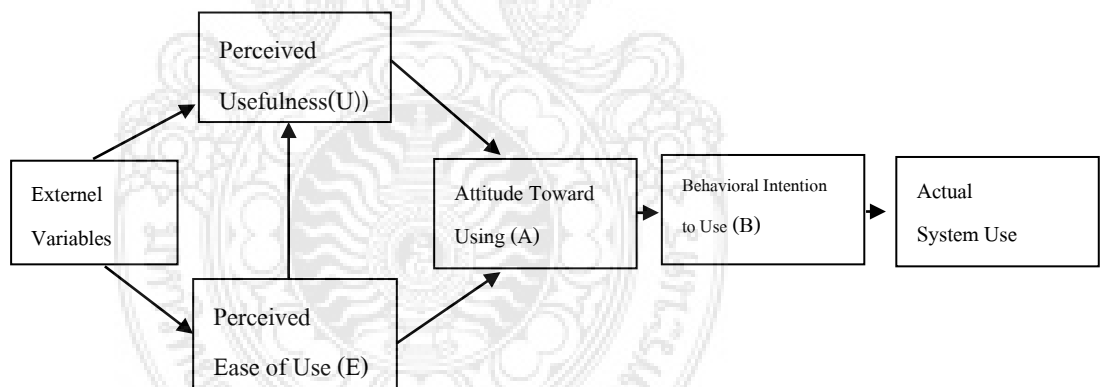 Perceived
Usefulness(U))
Externel
Variables
Attitude Toward
Using (A)
Behavioral Intention
to Use (B)
Actual
System Use
Perceived
Ease of Use (E)